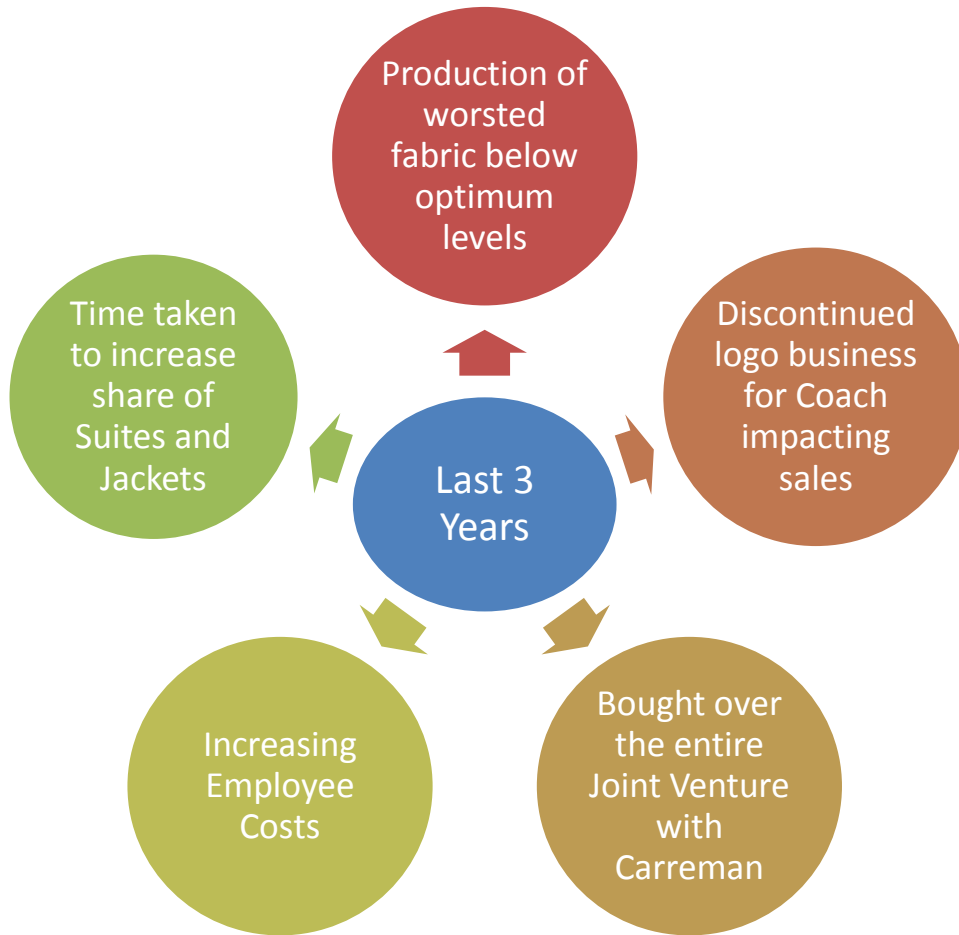 Production of
worsted
fabric below
optimum
levels
Time taken
to increase
share of
Suites and
Jackets
Discontinued
logo business
for Coach
impacting
sales
Last 3
Years
Increasing
Employee
Costs
Bought over
the entire
Joint Venture
with
Carreman